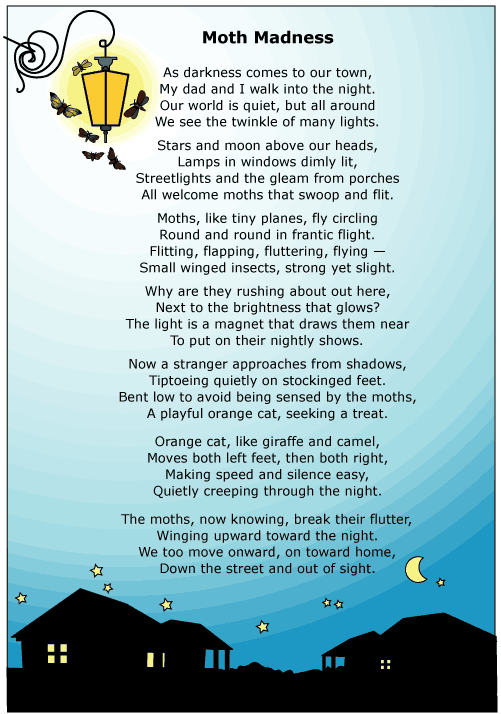 Moth Madness
As darkness comes to our town,
My dad and I walk into the night.
Our world is quiet, but all around
We see the twinkle of many lights.
Stars and moon above our heads,
Lamps in windows dimly lit,
Streetlights and the gleam from porches
All welcome moths that swoop and flit.
Moths, like tiny planes, fly circling
Round and round in frantic flight.
Flitting, flapping, fluttering, flying —
Small winged insects, strong yet slight.
Why are they rushing about out here,
Next to the brightness that glows?
The light is a magnet that draws them near
To put on their nightly shows.
Now a stranger approaches from shadows,
Tiptoeing quietly on stockinged feet.
Bent low to avoid being sensed by the moths,
A playful orange cat, seeking a treat.
Orange cat, like giraffe and camel,
Moves both left feet, then both right,
Making speed and silence easy,
Quietly creeping through the night.
The moths, now knowing, break their flutter,
Winging upward toward the night.
We too move onward, on toward home,
Down the street and out of sight.